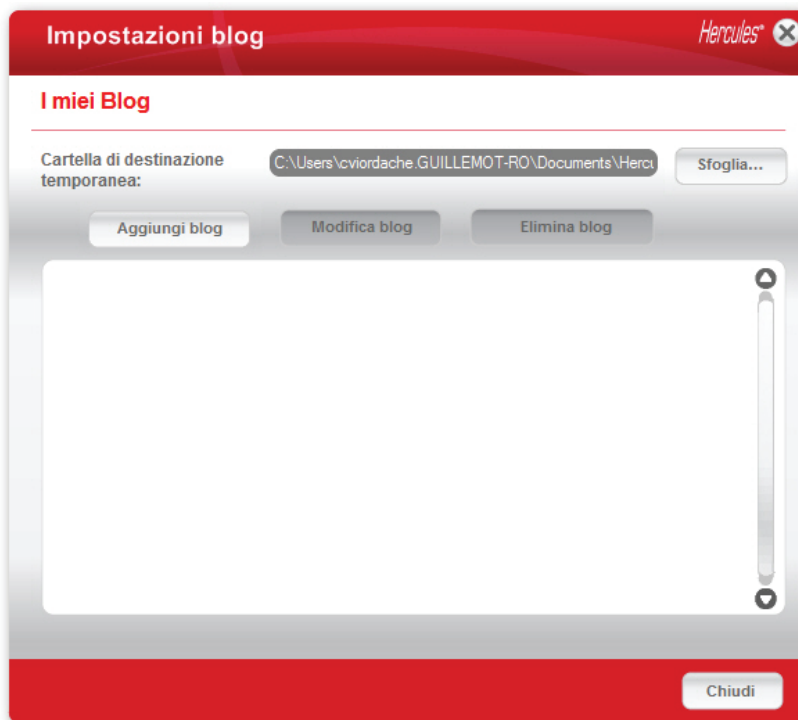 Impostazioni blog
Hercules®
I miei Blog
Cartella di destinazione
temporanea:
C:\Users\cviordache.GUILLEMOT-RO\Documents\Hercu
Sfoglia...
Aggiungi blog
Modifica blog
Elimina blog
Chiudi